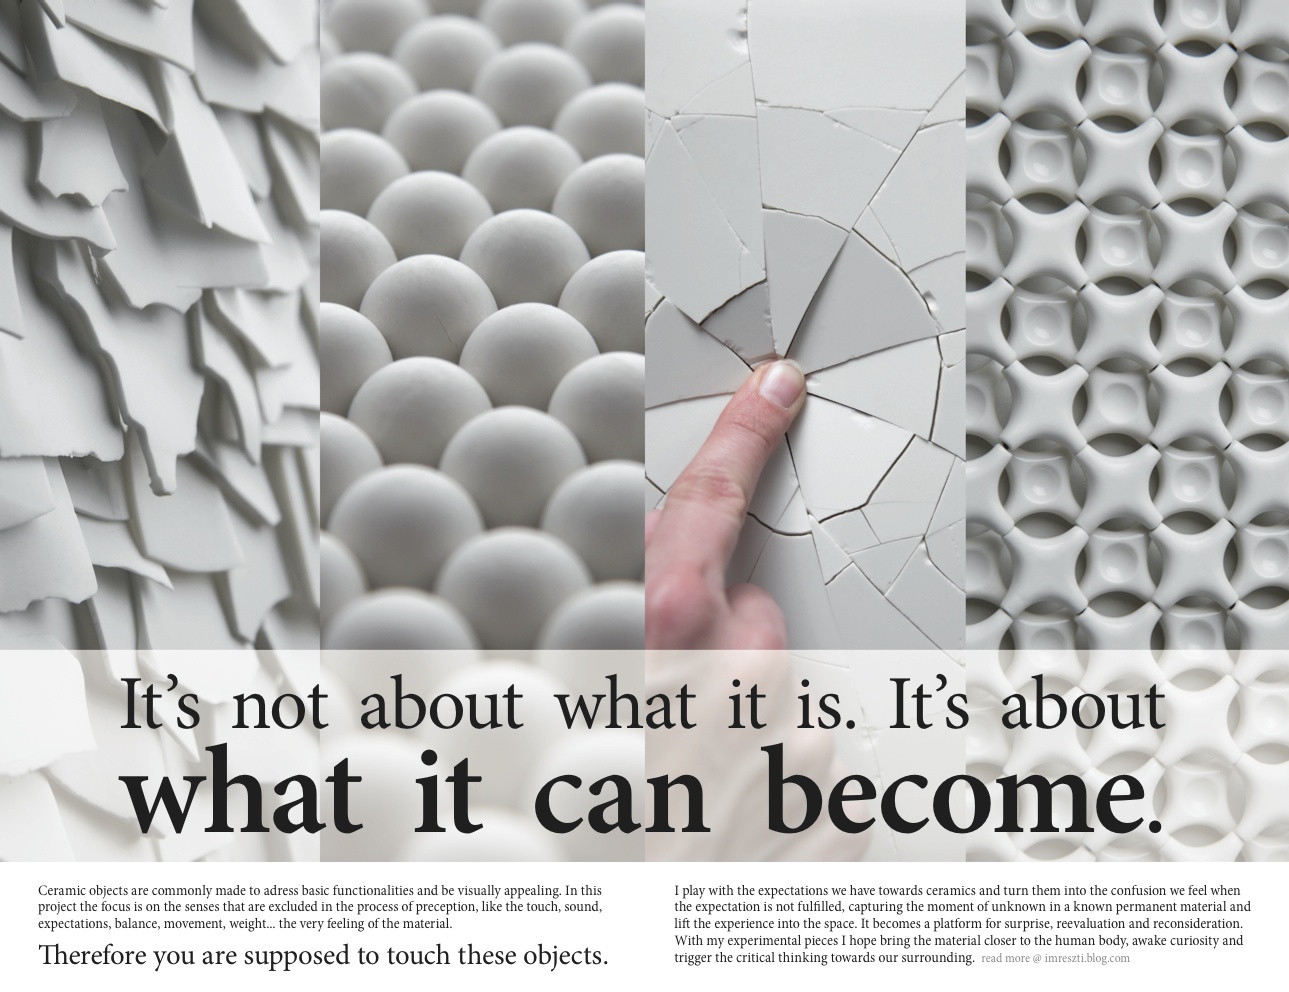 It’s not about what it is. It’s about
what it can become.
Ceramic objects are commonly made to adress basic functionalities and be visually appealing. In this
project the focus is on the senses that are excluded in the process of preception, like the touch, sound,
expectations, balance, movement, weight... the very feeling of the material.
Therefore you are supposed to touch these objects.
I play with the expectations we have towards ceramics and turn them into the confusion we feel when
the expectation is not fulfilled, capturing the moment of unknown in a known permanent material and
lift the experience into the space. It becomes a platform for surprise, reevaluation and reconsideration.
With my experimental pieces I hope bring the material closer to the human body, awake curiosity and
trigger the critical thinking towards our surrounding. read more @ imreszti.blog.com